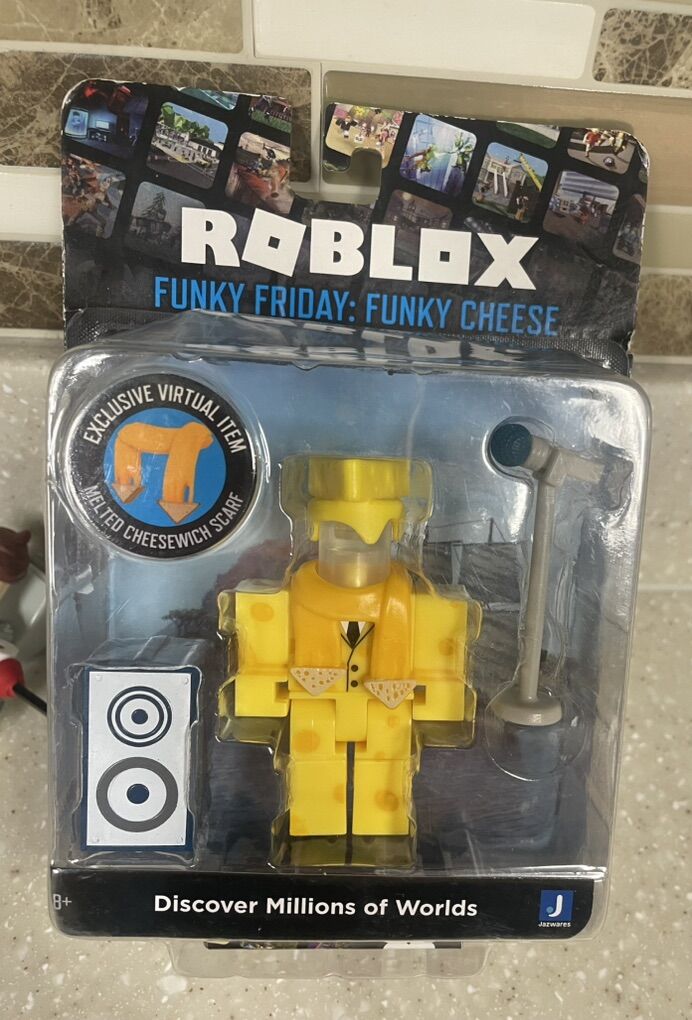 ROBLOX
FUNKY FRIDAY: FUNKY CHEESE
EXCLUSIVE VIRTUAL ITEM
MELTED CHEESEWICH SCARF
8+
Discover Millions of Worlds
J
Jazwares